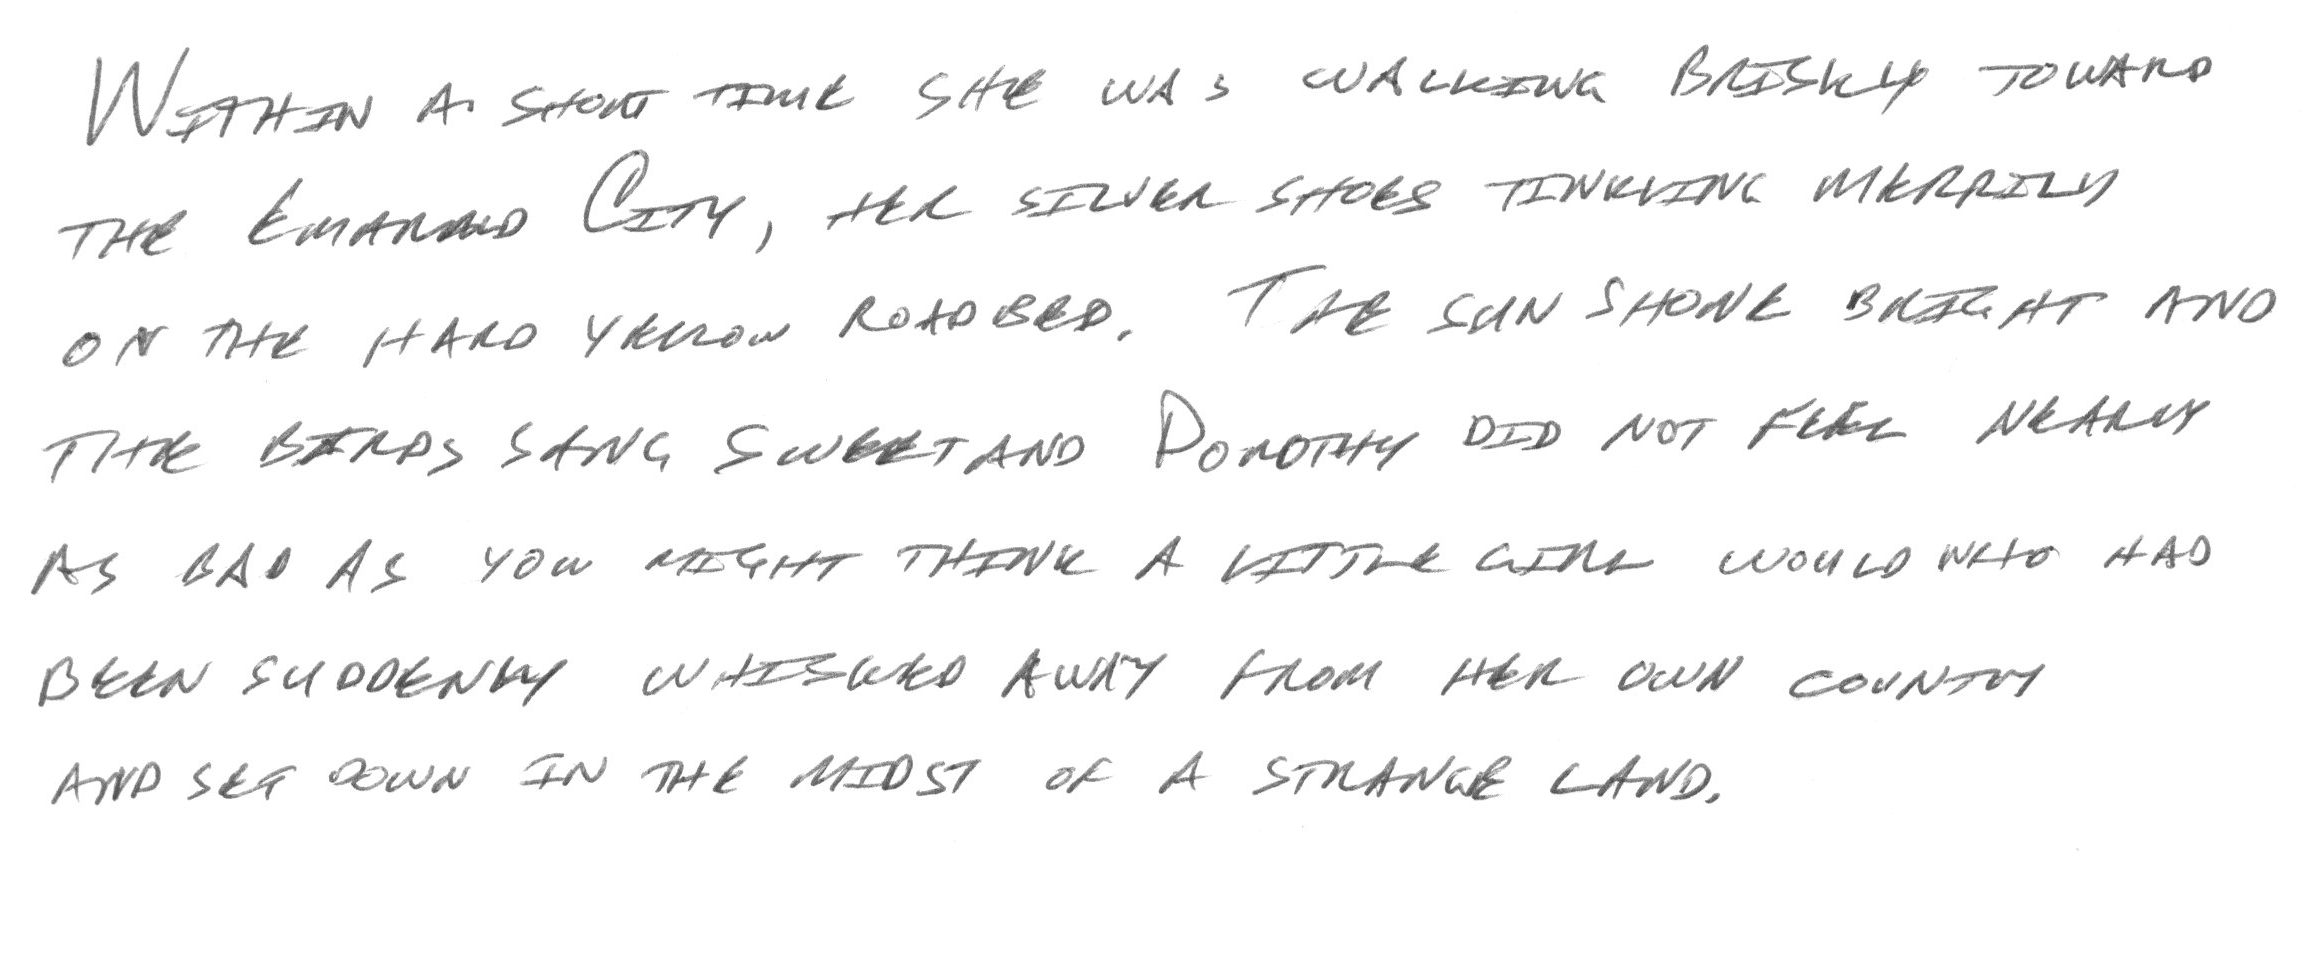 WITHIN A SHORT TIME SHE WAS WALKING BRISKLY TOWARD
THE EMARALD CITY, HER SILVER SHOES TINKLING MERRILY
ON THE HARD YELLOW ROADBED. THE SUN SHONE BRIGHT AND
THE BIRDS SANG SWEET AND DOROTHY DID NOT FEEL NEARLY
AS BAD AS YOU MIGHT THINK A LITTLE GIRL WOULD WHO HAD
BEEN SUDDENLY WHISKED AWAY FROM HER OWN COUNTRY
AND SET DOWN IN THE MIDST OF A STRANGE LAND.